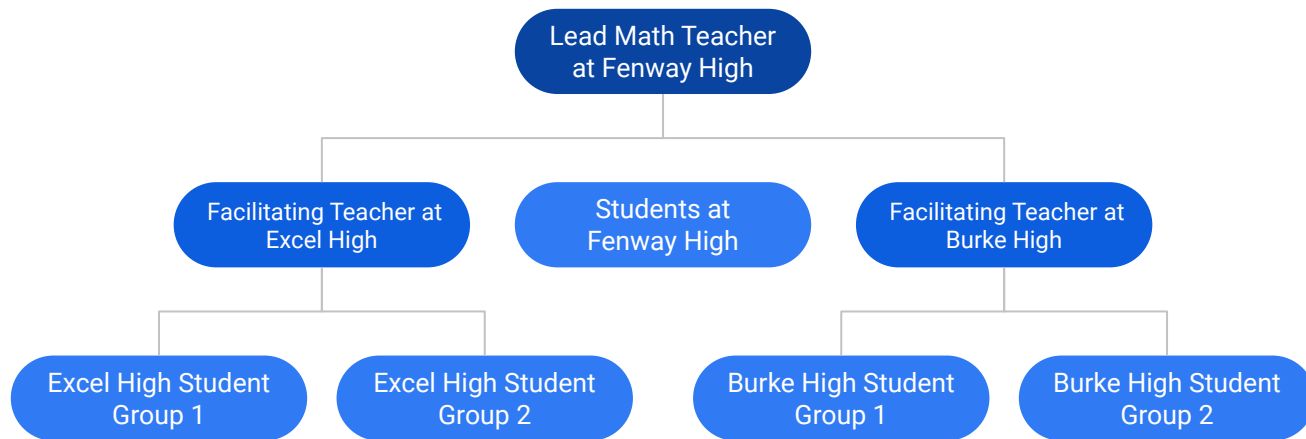 Lead Math Teacher
at Fenway High
Facilitating Teacher at
Excel High
Students at
Fenway High
Facilitating Teacher at
Burke High
Excel High Student
Group 1
Excel High Student
Group 2
Burke High Student
Group 1
Burke High Student
Group 2